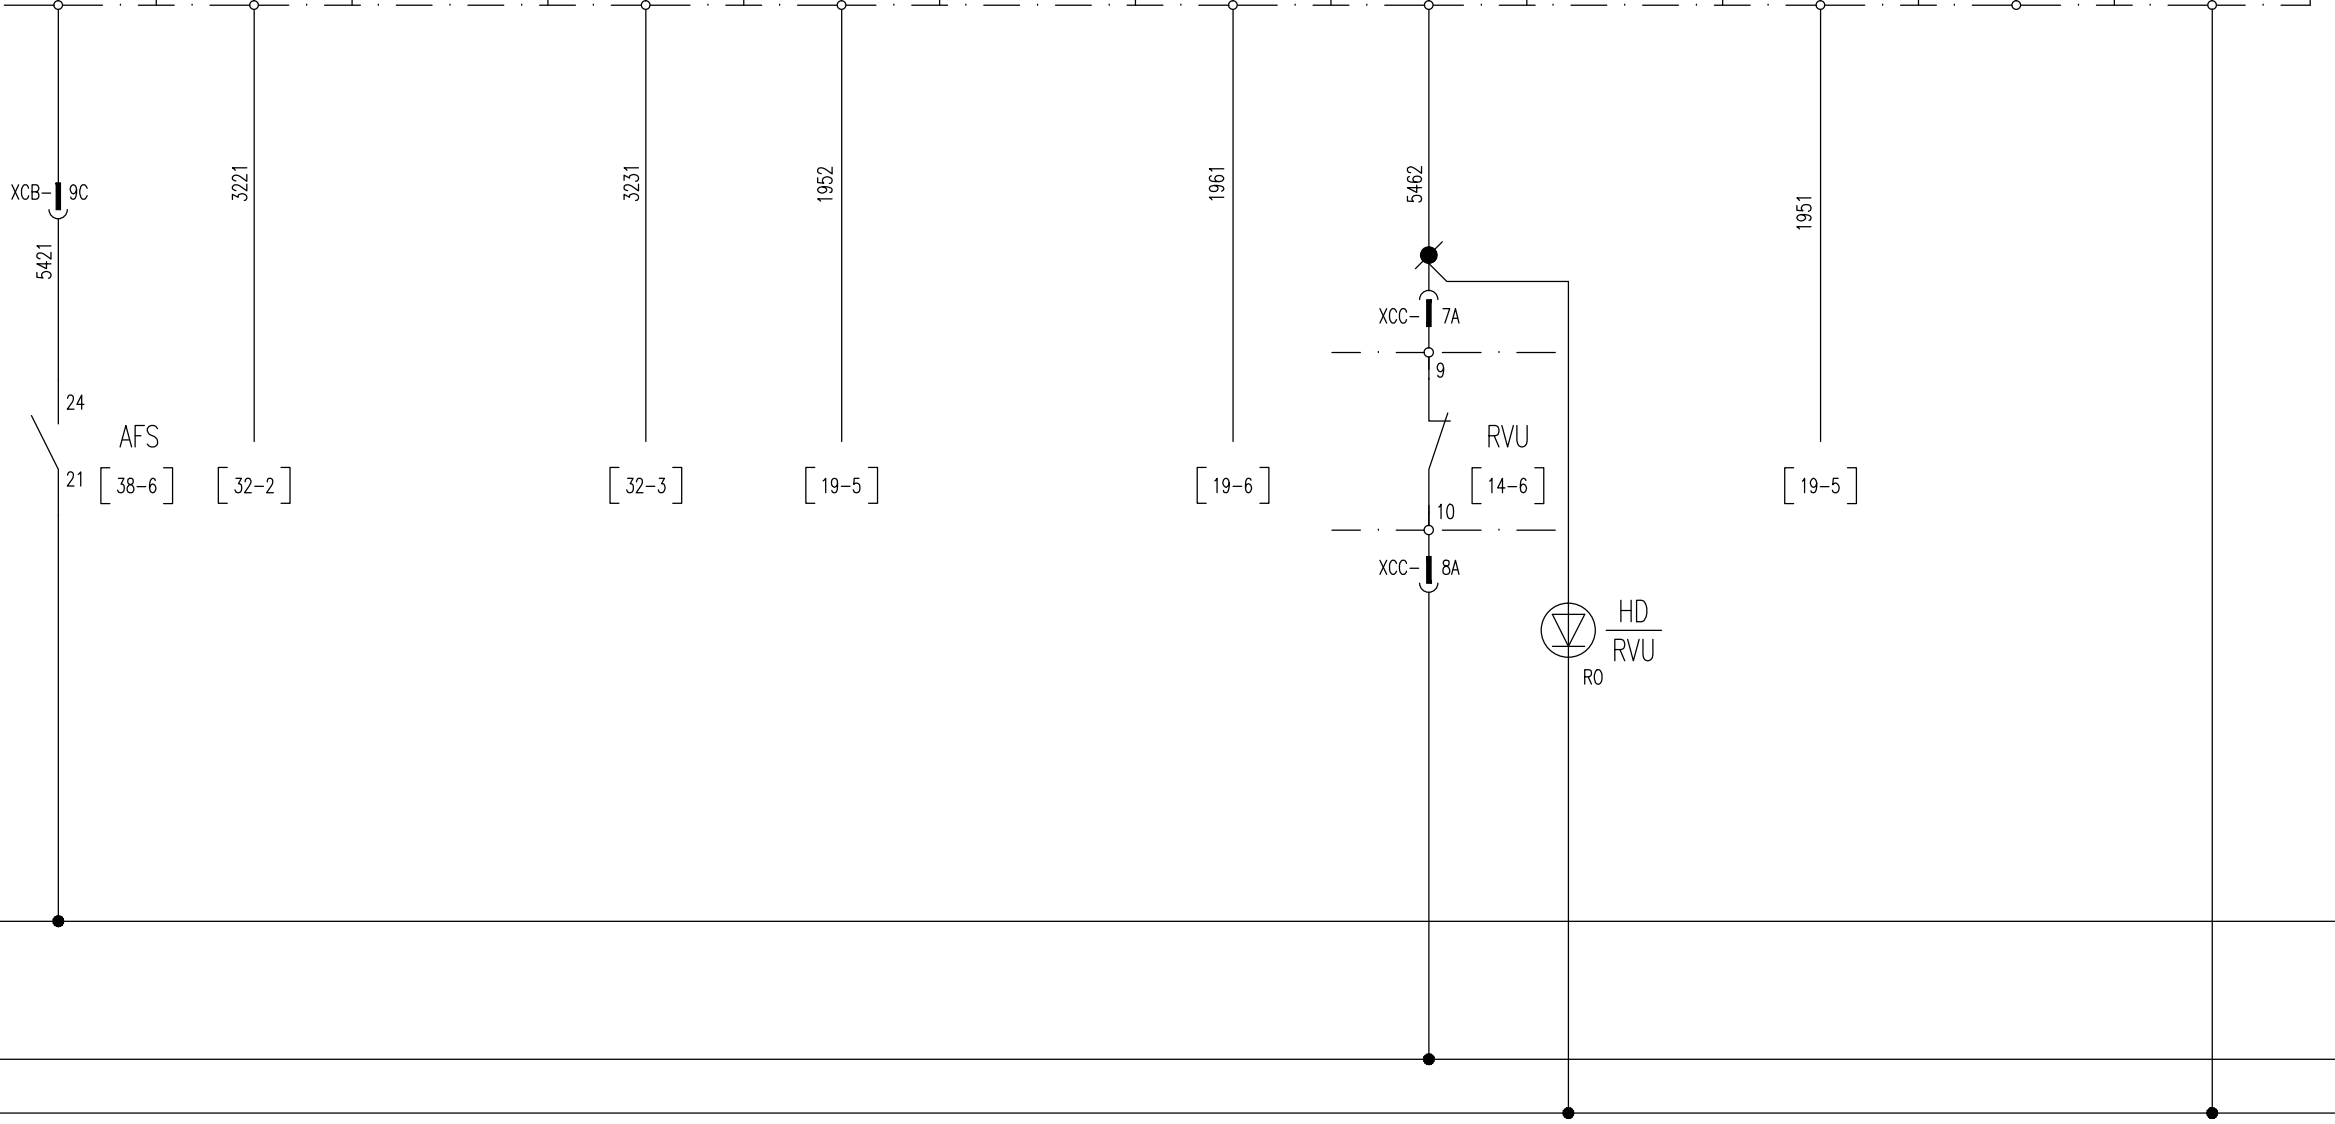 3221
3231
1952
1961
5462
1951
XCB- 9C
5421
XCC- 7A
9
24
AFS
RVU
21
[38-6]
[32-2]
[32-3]
[19-5]
[19-6]
[14-6]
[19-5]
10
XCC- 8A
HD
RVU
RO